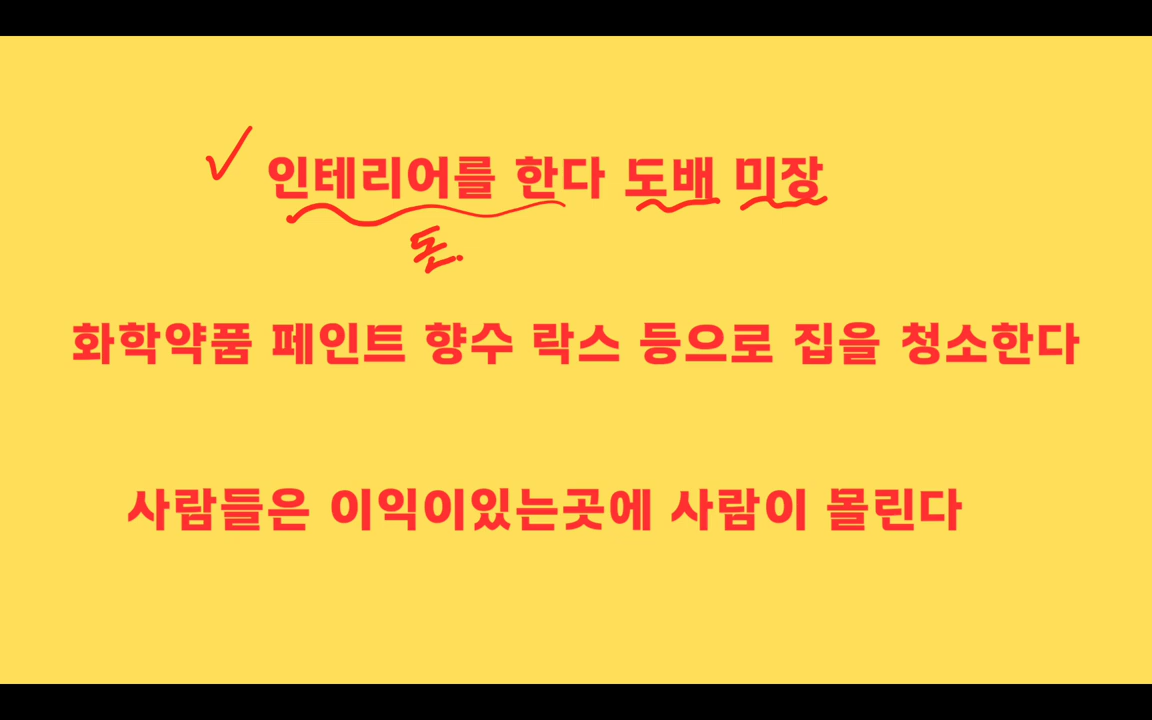 인테리어를 한다 도배 미장
돈.
화학약품 페인트 향수 락스 등으로 집을 청소한다
사람들은 이익이있는곳에 사람이 몰린다